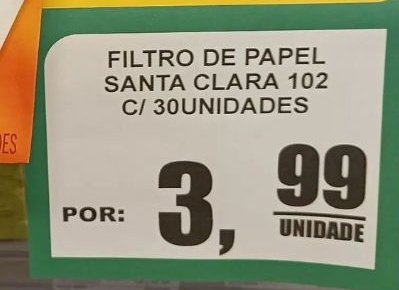 FILTRO DE PAPEL
SANTA CLARA 102
C/ 30UNIDADES
POR: 3,99
UNIDADE